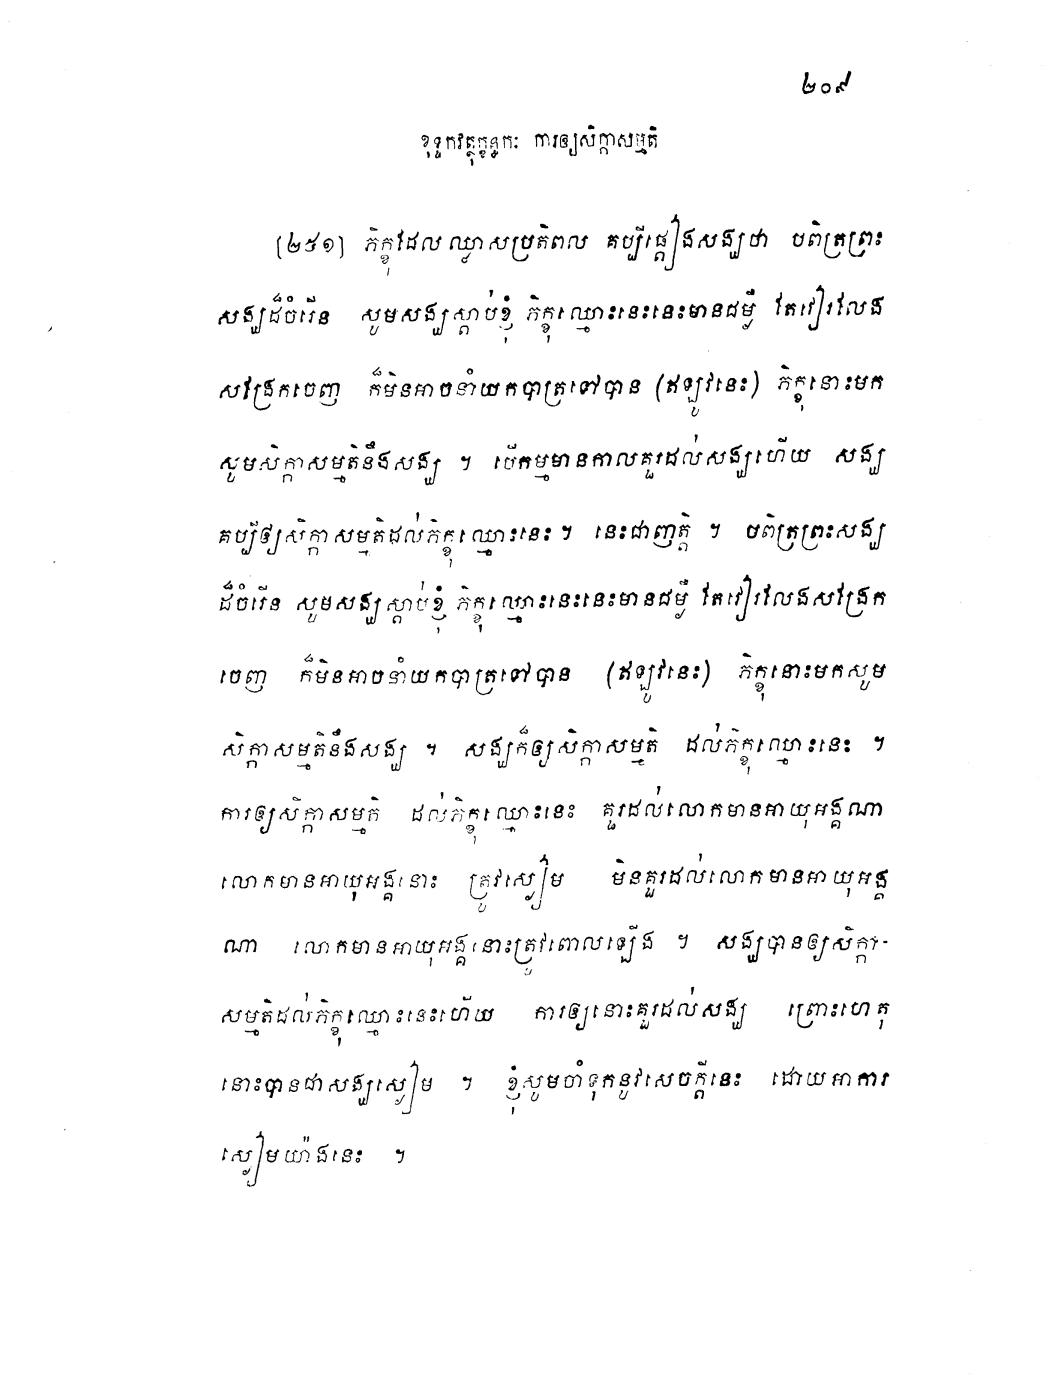 ២០៩
ខុទ្ទកវត្ថុក្ខន្ធកៈ ការឲ្យសិក្កាសម្មតិ
[២៥១] ភិក្ខុដែលឈ្លាសប្រតិពល គប្បីផ្តៀងសង្ឃថា បពិត្រព្រះ
សង្ឃដ៏ចំរើន សូមសង្ឃស្តាប់ខ្ញុំ ភិក្ខុឈ្មោះនេះនេះមានជម្ងឺ តែវៀរលែង
សង្រែកចេញ ក៏មិនអាចនាំយកបាត្រទៅបាន (ឥឡូវនេះ) ភិក្ខុនោះមក
សូមសិក្កាសម្មតិនឹងសង្ឃ ។ បើកម្មមានកាលគួរដល់សង្ឃហើយ សង្ឃ
គប្បីឲ្យសិក្កាសម្មតិដល់ភិក្ខុឈ្មោះនេះ ។ នេះជាញត្តិ ។ បពិត្រព្រះសង្ឃ
ដ៏ចំរើន សូមសង្ឃស្តាប់ខ្ញុំ ភិក្ខុឈ្មោះនេះនេះមានជម្ងឺ តែវៀរលែងសង្រែក
ចេញ ក៏មិនអាចនាំយកបាត្រទៅបាន (ឥឡូវនេះ) ភិក្ខុនោះមកសូម
សិក្កាសម្មតិនឹងសង្ឃ ។ សង្ឃក៏ឲ្យសិក្កាសម្មតិ ដល់ភិក្ខុឈ្មោះនេះ ។
ការឲ្យសិក្កាសម្មតិ ដល់ភិក្ខុឈ្មោះនេះ គួរដល់លោកមានអាយុអង្គណា
លោកមានអាយុអង្គនោះ ត្រូវស្ងៀម មិនគួរដល់លោកមានអាយុអង្គ
ណា លោកមានអាយុអង្គនោះត្រូវពោលឡើង ។ សង្ឃបានឲ្យសិក្កា-
សម្មតិដល់ភិក្ខុឈ្មោះនេះហើយ ការឲ្យនោះគួរដល់សង្ឃ ព្រោះហេតុ
នោះបានជាសង្ឃស្ងៀម ។ ខ្ញុំសូមចាំទុកនូវសេចក្តីនេះ ដោយអាការ
ស្ងៀមយ៉ាងនេះ ។